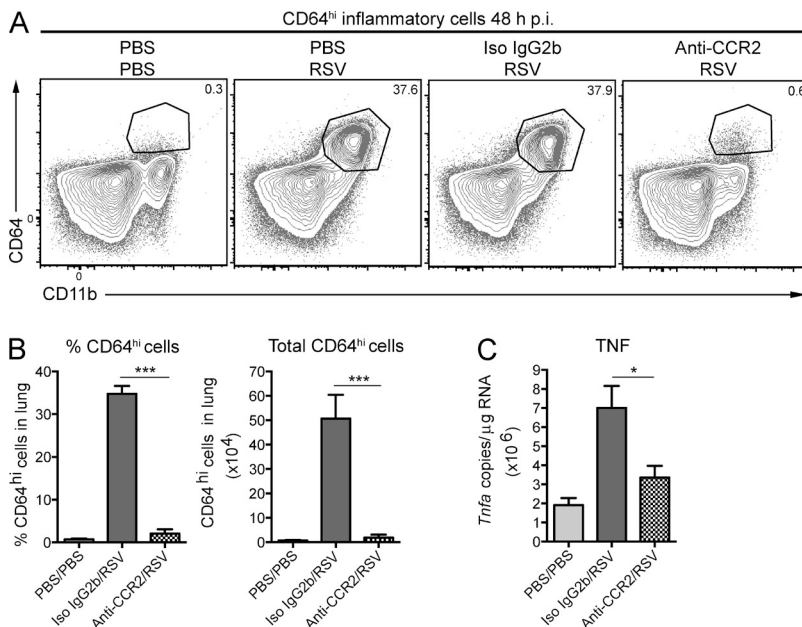 A
CD64hi inflammatory cells 48 h p.i.
PBS PBS Iso IgG2b Anti-CCR2
PBS RSV RSV RSV
0.3 37.6 37.9 0.6
CD64
0
0
CD11b
B
% CD64hi cells
% CD64hi cells in lung
40
30
20
10
0
***
PBS/PBS
Iso IgG2b/RSV
Anti-CCR2/RSV
Total CD64hi cells
CD64hi cells in lung
(x10⁴)
70
60
50
40
30
20
10
0
***
PBS/PBS
Iso IgG2b/RSV
Anti-CCR2/RSV
C
TNF
Tnfa copies/µg RNA
(x10⁶)
9
8
7
6
5
4
3
2
1
0
*
PBS/PBS
Iso IgG2b/RSV
Anti-CCR2/RSV